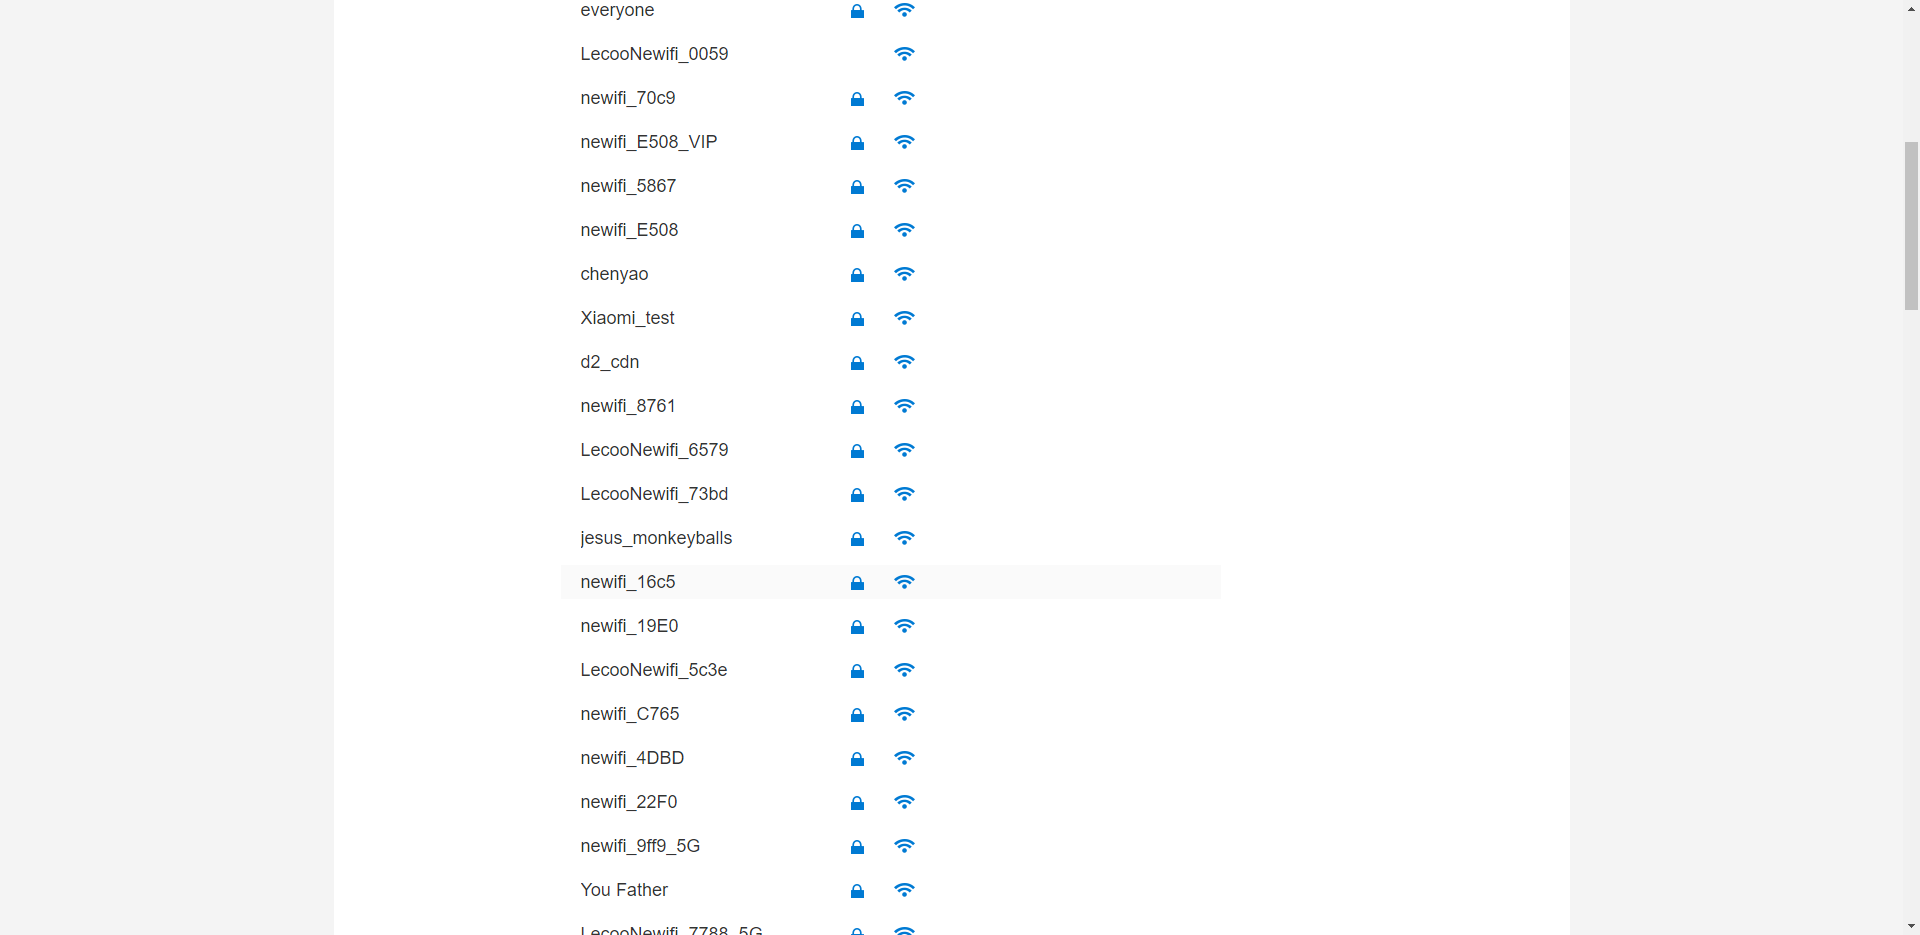 everyone
LecooNewifi_0059
newifi_70c9
newifi_E508_VIP
newifi_5867
newifi_E508
chenyao
Xiaomi_test
d2_cdn
newifi_8761
LecooNewifi_6579
LecooNewifi_73bd
jesus_monkeyballs
newifi_16c5
newifi_19E0
LecooNewifi_5c3e
newifi_C765
newifi_4DBD
newifi_22F0
newifi_9ff9_5G
You Father
LecooNewifi_7788_5G